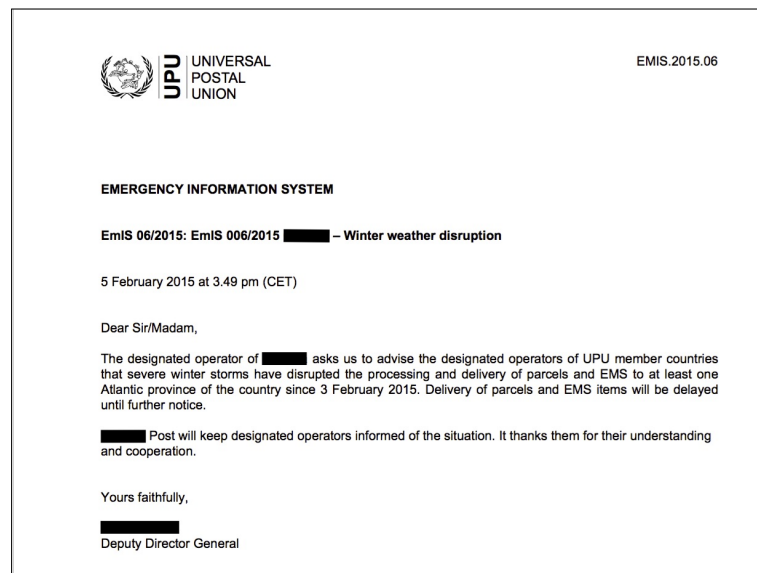 UPU
UNIVERSAL
POSTAL
UNION
EMIS.2015.06
EMERGENCY INFORMATION SYSTEM
EmIS 06/2015: EmIS 006/2015 – Winter weather disruption
5 February 2015 at 3.49 pm (CET)
Dear Sir/Madam,
The designated operator of asks us to advise the designated operators of UPU member countries
that severe winter storms have disrupted the processing and delivery of parcels and EMS to at least one
Atlantic province of the country since 3 February 2015. Delivery of parcels and EMS items will be delayed
until further notice.
Post will keep designated operators informed of the situation. It thanks them for their understanding
and cooperation.
Yours faithfully,
Deputy Director General